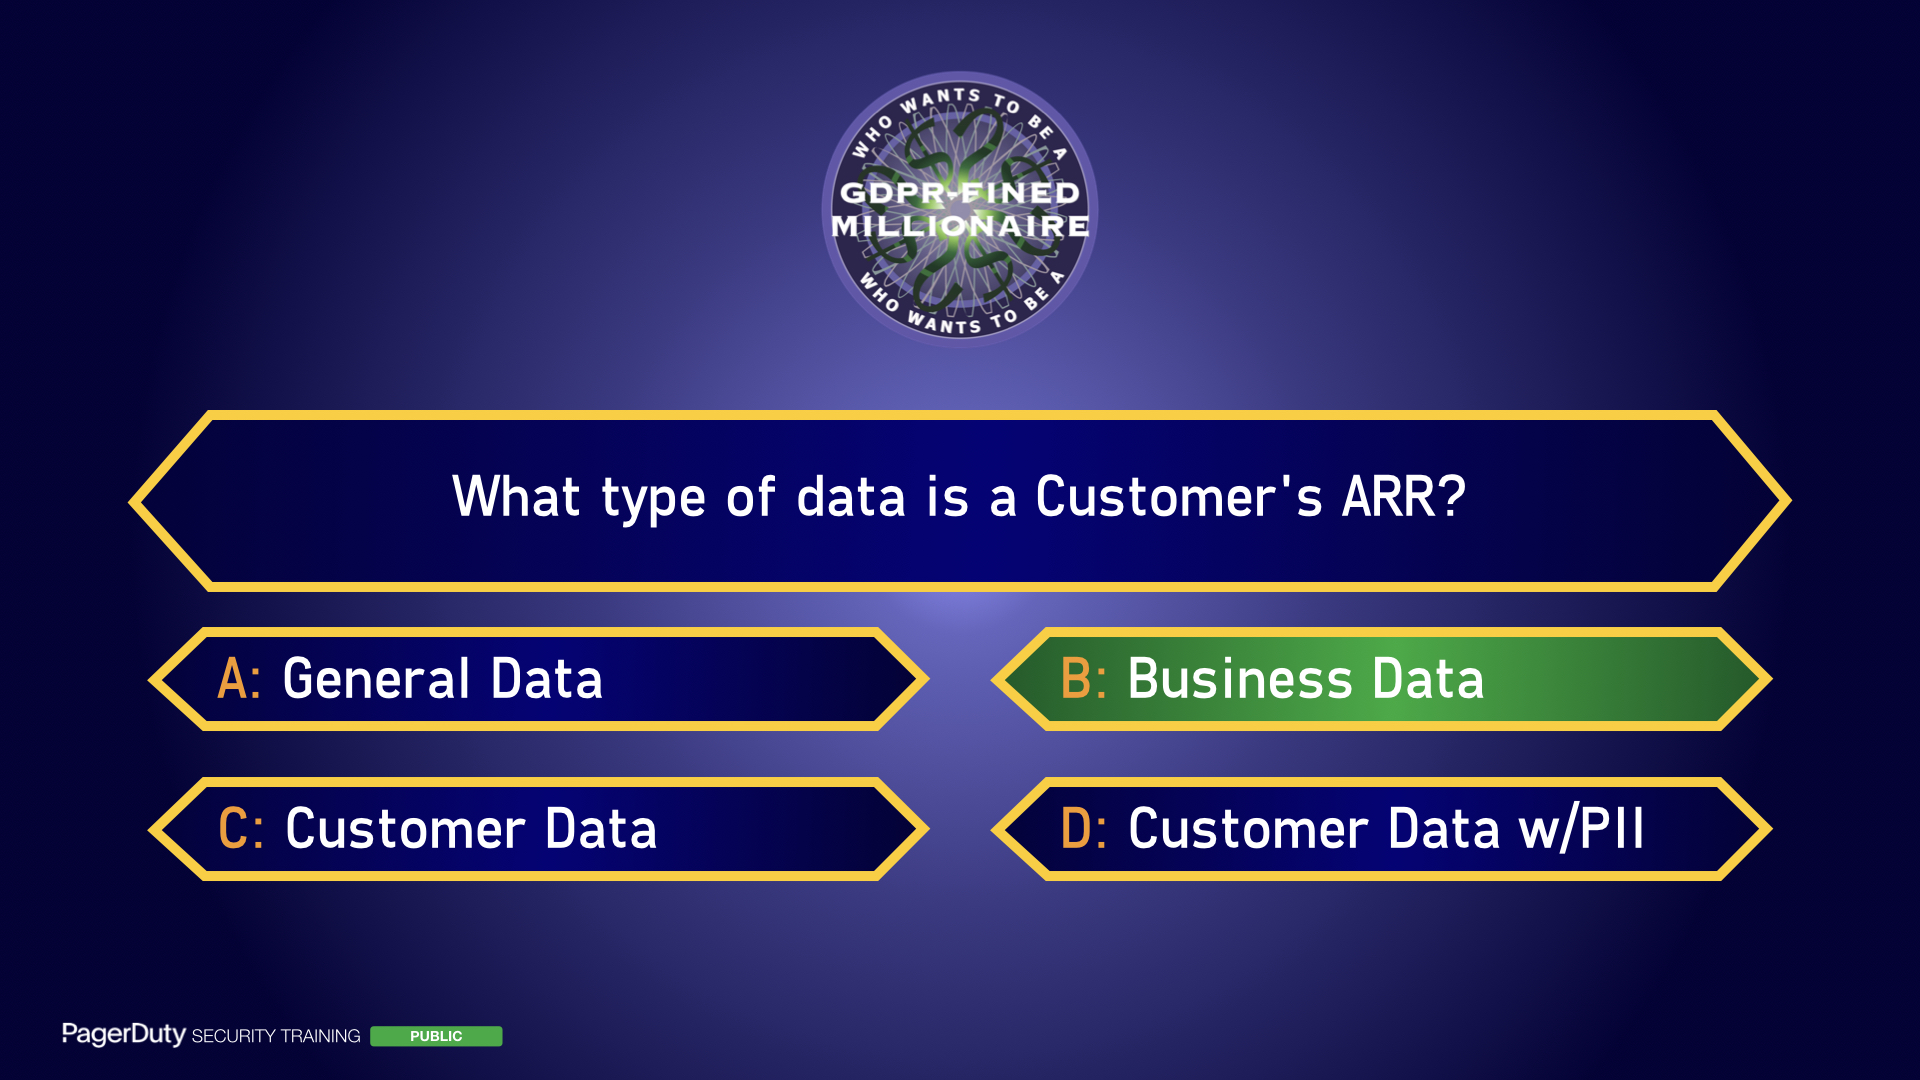 WHO WANTS TO BE A
GDPR-FINED
MILLIONAIRE
WHO WANTS TO BE A
What type of data is a Customer's ARR?
A: General Data
B: Business Data
C: Customer Data
D: Customer Data w/PII
PagerDuty SECURITY TRAINING PUBLIC